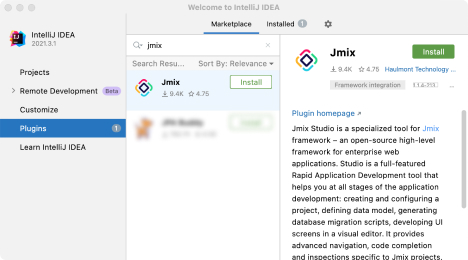 Welcome to IntelliJ IDEA
IntelliJ IDEA
2021.3.1
Projects
Remote Development Beta
Customize
Plugins 1
Learn IntelliJ IDEA
Marketplace Installed 1
jmix
Search Resu... Sort By: Relevance
Jmix
9.4K 4.75
Install
Install
Jmix
Install
9.4K 4.75 Haulmont Technology ...
Framework integration
Plugin homepage
Jmix Studio is a specialized tool for Jmix
framework – an open-source high-level
framework for enterprise web
applications. Studio is a full-featured
Rapid Application Development tool that
helps you at all stages of the application
development: creating and configuring a
project, defining data model, generating
database migration scripts, developing UI
screens in a visual editor. It provides
advanced navigation, code completion
and inspections specific to Jmix projects.